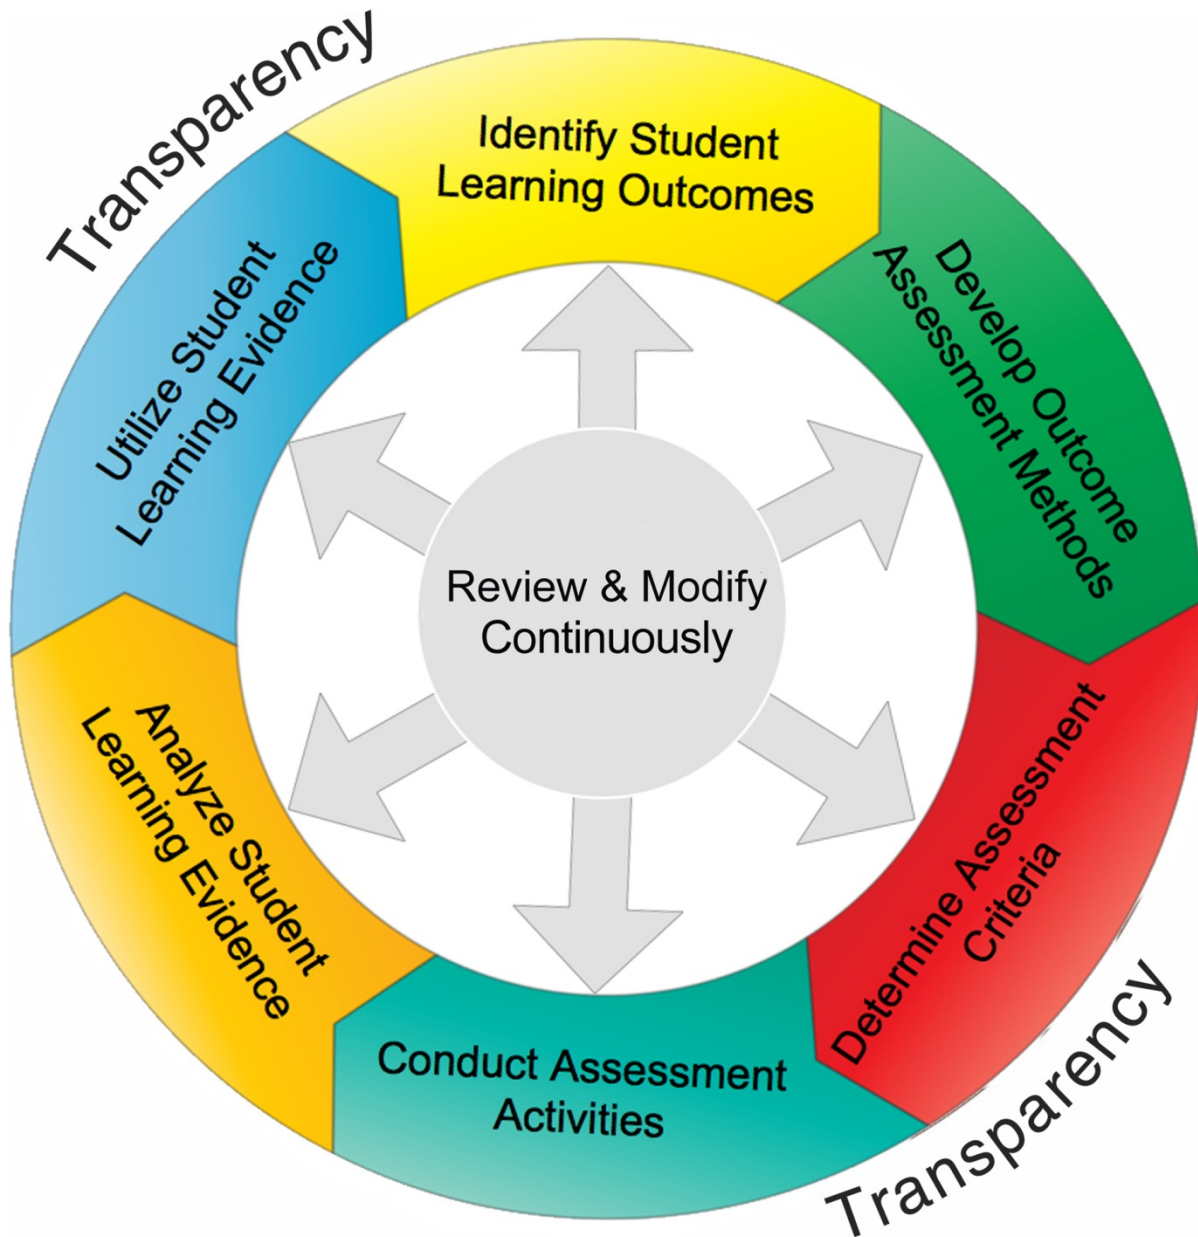 Transparency
Identify Student
Learning Outcomes
Develop Outcome
Assessment Methods
Determine Assessment
Criteria
Transparency
Conduct Assessment
Activities
Analyze Student
Learning Evidence
Utilize Student
Learning Evidence
Review & Modify
Continuously